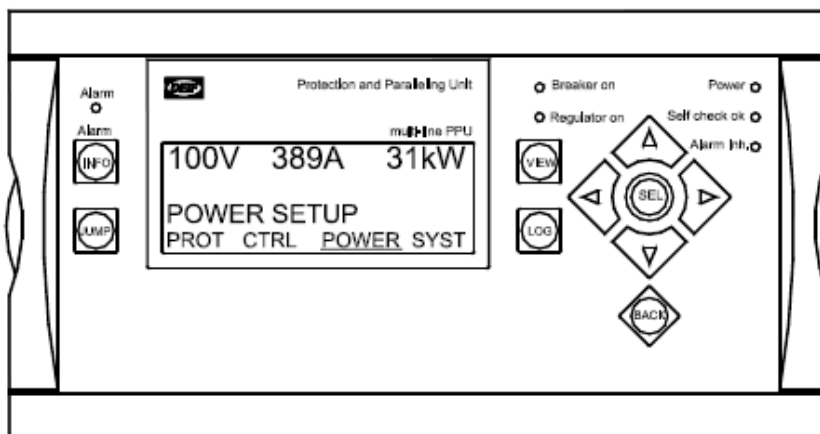 Alarm
Alarm
INFO
JUMP
DEIF
Protection and Paralleling Unit
multi-line PPU
100V 389A 31kW
POWER SETUP
PROT CTRL POWER SYST
Breaker on
Regulator on
Power
Self check ok
Alarm Inh.
VIEW
LOG
SEL
BACK